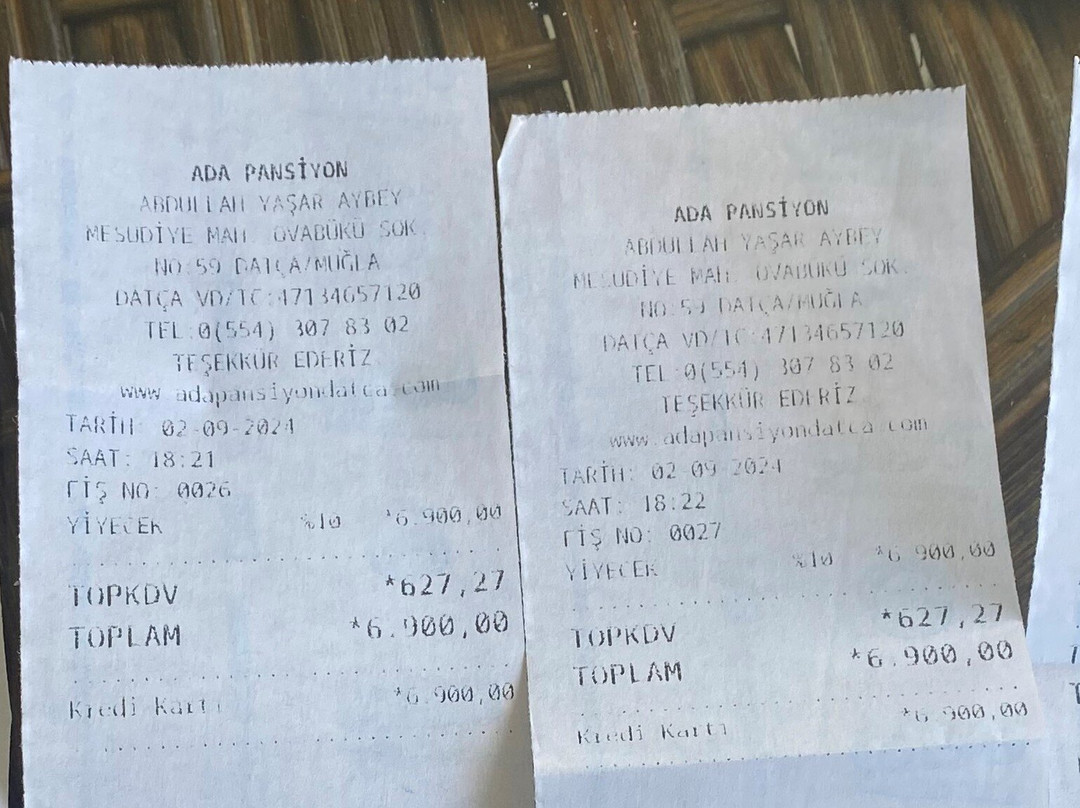 ADA PANSİYON
ABDULLAH YAŞAR AYBEY
MESUDİYE MAH. OVABÜKÜ SOK.
NO:59 DATÇA/MUĞLA
DATÇA VD/TC:47134657120
TEL:0(554) 307 83 02
TEŞEKKÜR EDERİZ
www.adapansiyondatca.com
TARİH: 02-09-2024
SAAT: 18:21
FİŞ NO: 0026
YİYECEK %10 *6.900,00
TOPKDV *627,27
TOPLAM *6.900,00
Kredi Kartı *6.900,00
ADA PANSİYON
ABDULLAH YAŞAR AYBEY
MESUDİYE MAH. OVABÜKÜ SOK.
NO:59 DATÇA/MUĞLA
DATÇA VD/TC:47134657120
TEL:0(554) 307 83 02
TEŞEKKÜR EDERİZ
www.adapansiyondatca.com
TARİH: 02-09-2024
SAAT: 18:22
FİŞ NO: 0027
YİYECEK %10 *6.900,00
TOPKDV *627,27
TOPLAM *6.900,00
Kredi Kartı *6.900,00